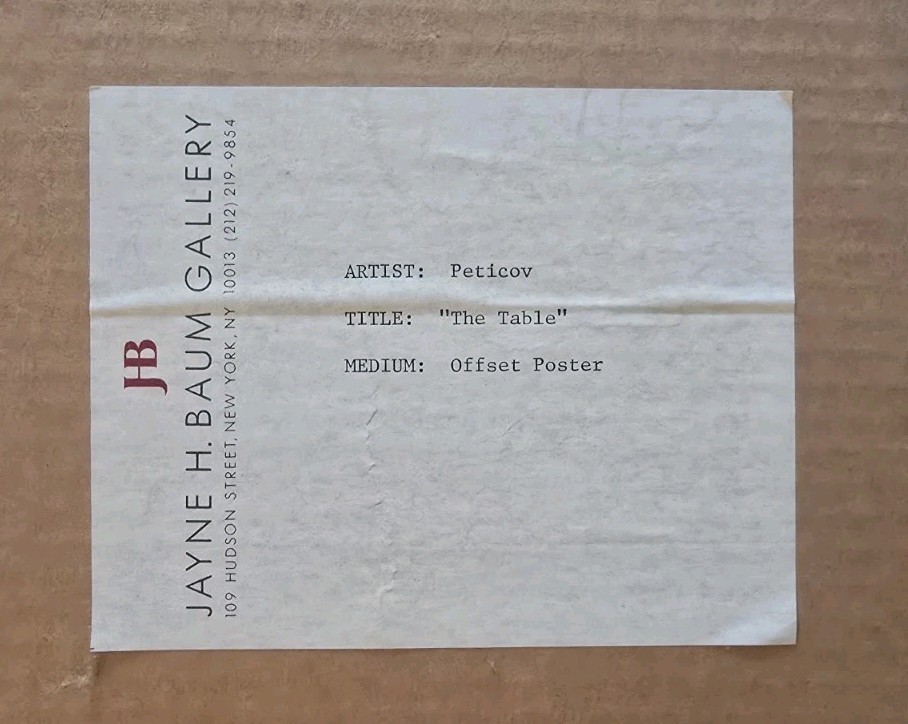 JHB
JAYNE H. BAUM GALLERY
109 HUDSON STREET, NEW YORK, NY 10013 (212) 219-9854
ARTIST: Peticov
TITLE: "The Table"
MEDIUM: Offset Poster